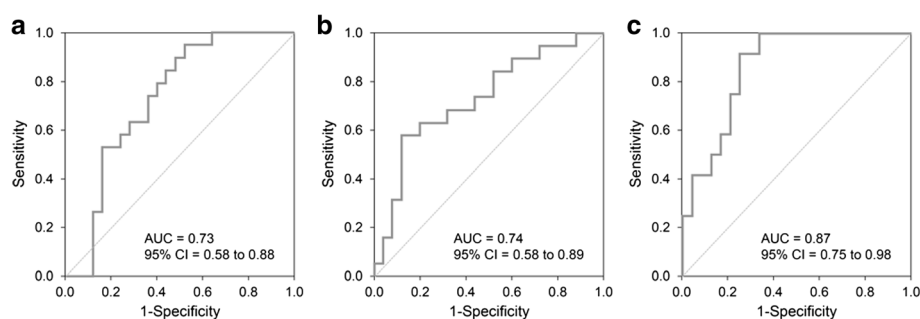 a
1.0
0.8
0.6
0.4
0.2
0.0
Sensitivity
AUC = 0.73
95% CI = 0.58 to 0.88
0.0 0.2 0.4 0.6 0.8 1.0
1-Specificity
b
1.0
0.8
0.6
0.4
0.2
0.0
Sensitivity
AUC = 0.74
95% CI = 0.58 to 0.89
0.0 0.2 0.4 0.6 0.8 1.0
1-Specificity
c
1.0
0.8
0.6
0.4
0.2
0.0
Sensitivity
AUC = 0.87
95% CI = 0.75 to 0.98
0.0 0.2 0.4 0.6 0.8 1.0
1-Specificity